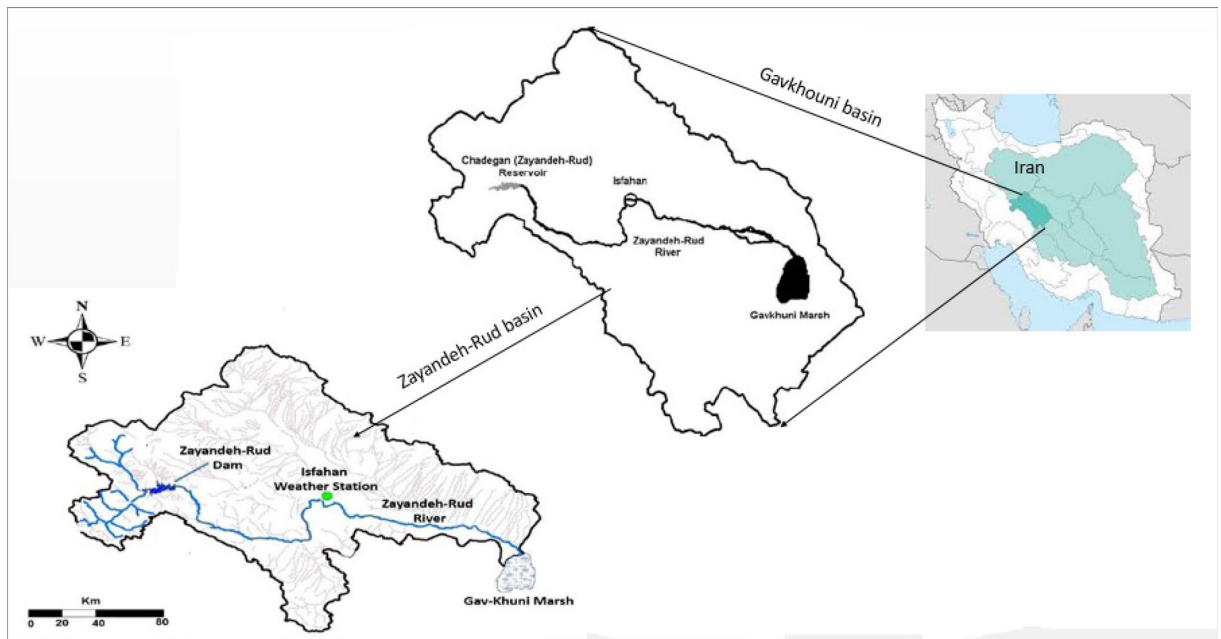 Gavkhouni basin
Iran
Chadegan (Zayandeh-Rud)
Reservoir
Isfahan
Zayandeh-Rud
River
Gavkhuni Marsh
N
W
E
S
Zayandeh-Rud basin
Zayandeh-Rud
Dam
Isfahan
Weather Station
Zayandeh-Rud
River
Gav-Khuni Marsh
Km
0 20 40 80